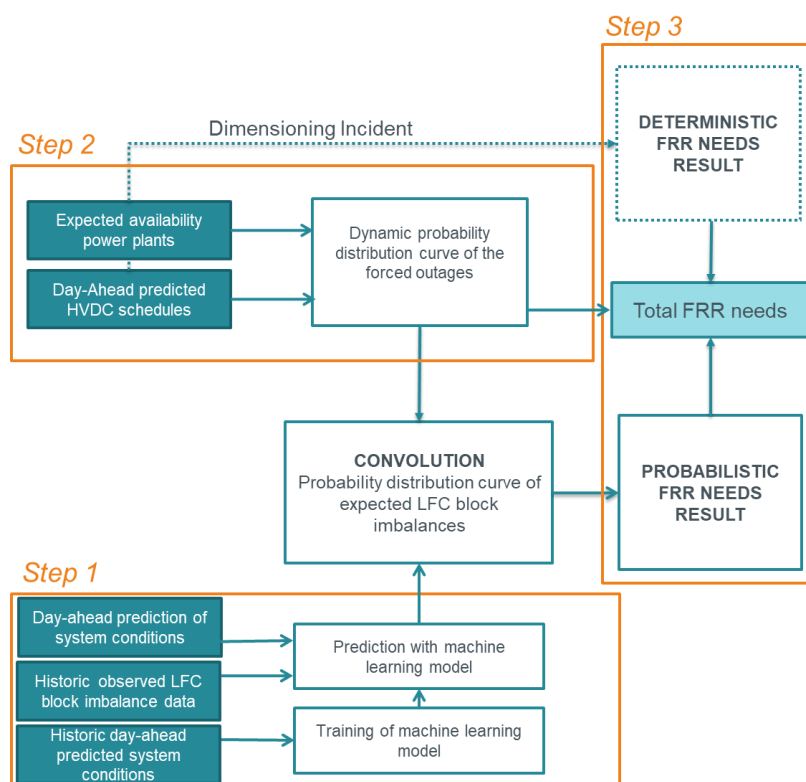 Step 3
DETERMINISTIC
FRR NEEDS
RESULT
Dimensioning Incident
Step 2
Expected availability
power plants
Dynamic probability
distribution curve of the
forced outages
Day-Ahead predicted
HVDC schedules
Total FRR needs
CONVOLUTION
Probability distribution curve of
expected LFC block
imbalances
PROBABILISTIC
FRR NEEDS
RESULT
Step 1
Day-ahead prediction of
system conditions
Prediction with machine
learning model
Historic observed LFC
block imbalance data
Historic day-ahead
predicted system
conditions
Training of machine learning
model